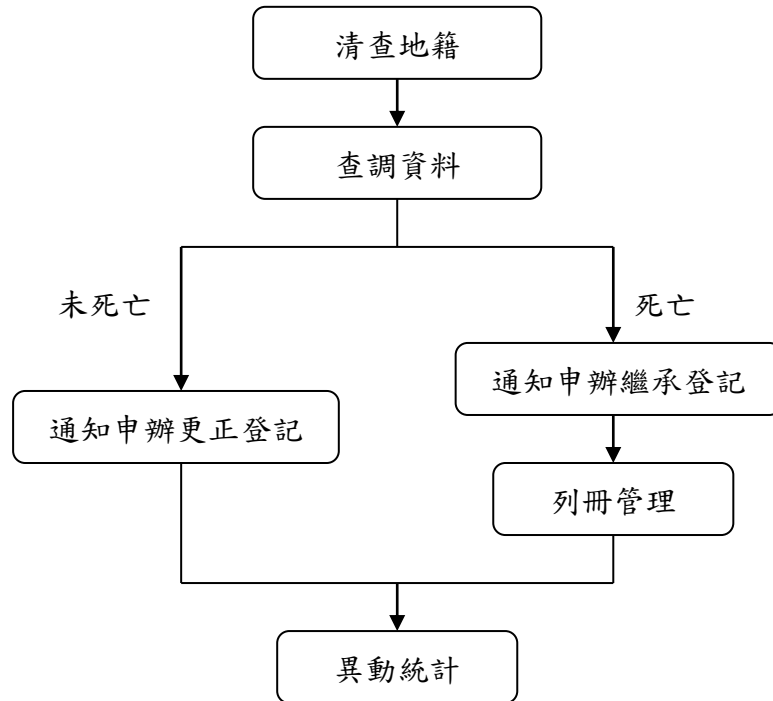 清查地籍
查調資料
未死亡
死亡
通知申辦繼承登記
通知申辦更正登記
列冊管理
異動統計